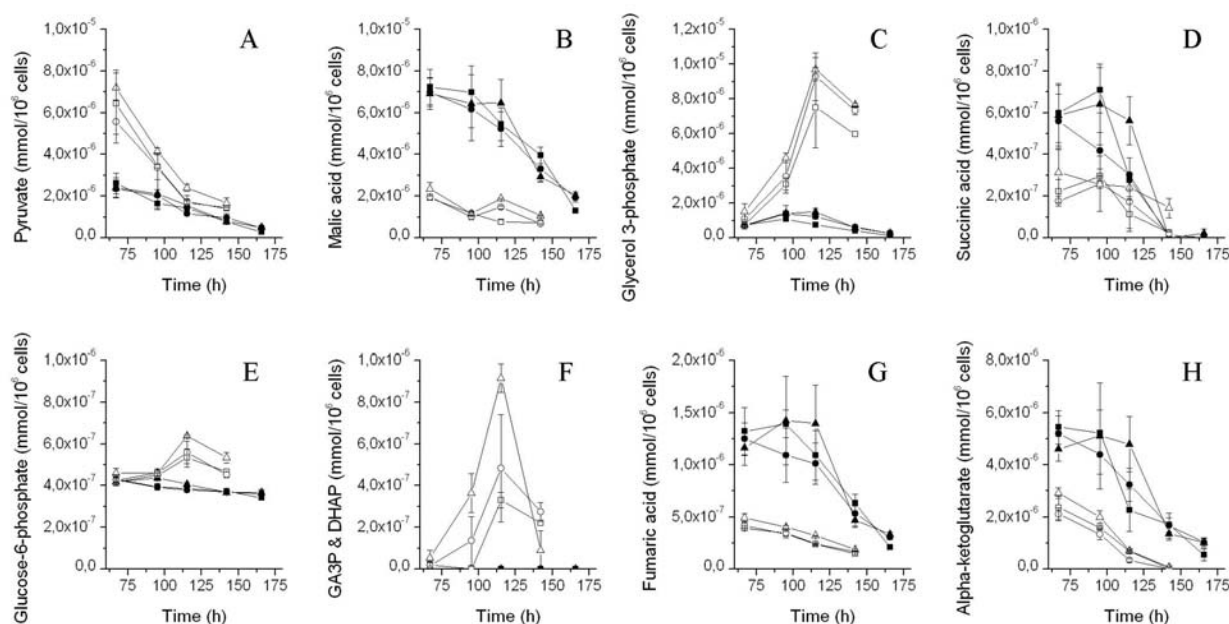 A
Pyruvate (mmol/10⁶ cells)
1,0x10⁻⁵
8,0x10⁻⁶
6,0x10⁻⁶
4,0x10⁻⁶
2,0x10⁻⁶
0,0
75 100 125 150 175
Time (h)
B
Malic acid (mmol/10⁶ cells)
1,0x10⁻⁵
8,0x10⁻⁶
6,0x10⁻⁶
4,0x10⁻⁶
2,0x10⁻⁶
0,0
75 100 125 150 175
Time (h)
C
Glycerol 3-phosphate (mmol/10⁶ cells)
1,2x10⁻⁵
1,0x10⁻⁵
8,0x10⁻⁶
6,0x10⁻⁶
4,0x10⁻⁶
2,0x10⁻⁶
0,0
75 100 125 150 175
Time (h)
D
Succinic acid (mmol/10⁶ cells)
1,0x10⁻⁶
8,0x10⁻⁷
6,0x10⁻⁷
4,0x10⁻⁷
2,0x10⁻⁷
0,0
75 100 125 150 175
Time (h)
E
Glucose-6-phosphate (mmol/10⁶ cells)
1,0x10⁻⁶
8,0x10⁻⁷
6,0x10⁻⁷
4,0x10⁻⁷
2,0x10⁻⁷
0,0
75 100 125 150 175
Time (h)
F
GA3P & DHAP (mmol/10⁶ cells)
1,0x10⁻⁶
8,0x10⁻⁷
6,0x10⁻⁷
4,0x10⁻⁷
2,0x10⁻⁷
0,0
75 100 125 150 175
Time (h)
G
Fumaric acid (mmol/10⁶ cells)
2,0x10⁻⁶
1,5x10⁻⁶
1,0x10⁻⁶
5,0x10⁻⁷
0,0
75 100 125 150 175
Time (h)
H
Alpha-ketoglutarate (mmol/10⁶ cells)
1,0x10⁻⁵
8,0x10⁻⁶
6,0x10⁻⁶
4,0x10⁻⁶
2,0x10⁻⁶
0,0
75 100 125 150 175
Time (h)